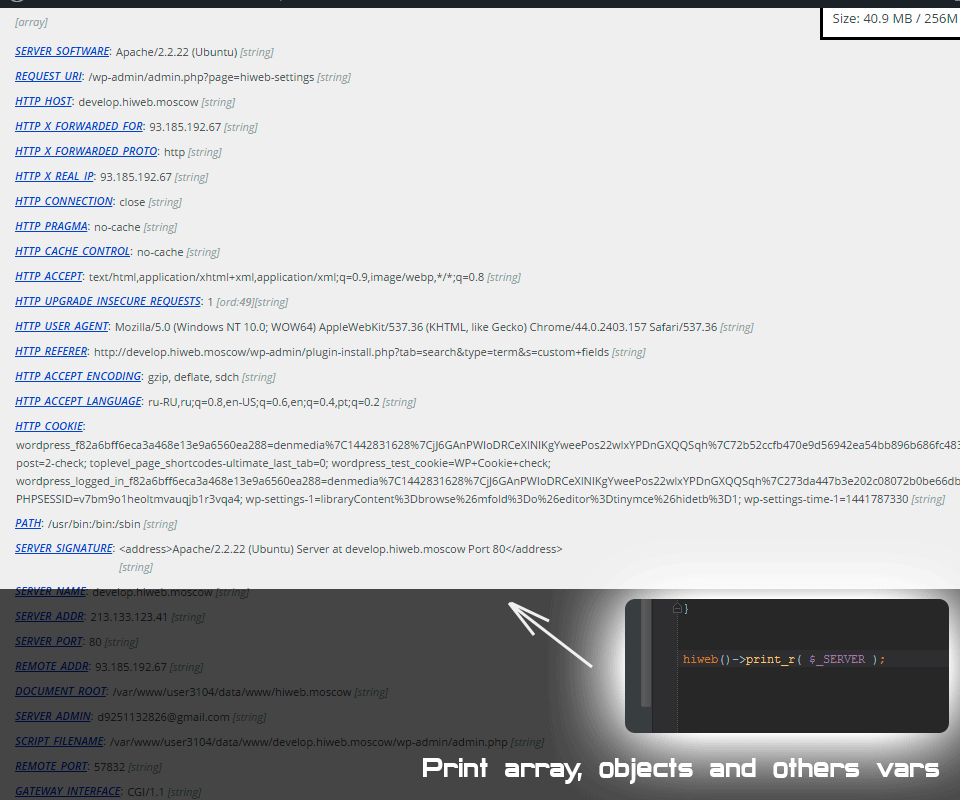 [array]
Size: 40.9 MB / 256M
SERVER_SOFTWARE: Apache/2.2.22 (Ubuntu) [string]
REQUEST_URI: /wp-admin/admin.php?page=hiweb-settings [string]
HTTP_HOST: develop.hiweb.moscow [string]
HTTP_X_FORWARDED_FOR: 93.185.192.67 [string]
HTTP_X_FORWARDED_PROTO: http [string]
HTTP_X_REAL_IP: 93.185.192.67 [string]
HTTP_CONNECTION: close [string]
HTTP_PRAGMA: no-cache [string]
HTTP_CACHE_CONTROL: no-cache [string]
HTTP_ACCEPT: text/html,application/xhtml+xml,application/xml;q=0.9,image/webp,*/*;q=0.8 [string]
HTTP_UPGRADE_INSECURE_REQUESTS: 1 [ord:49][string]
HTTP_USER_AGENT: Mozilla/5.0 (Windows NT 10.0; WOW64) AppleWebKit/537.36 (KHTML, like Gecko) Chrome/44.0.2403.157 Safari/537.36 [string]
HTTP_REFERER: http://develop.hiweb.moscow/wp-admin/plugin-install.php?tab=search&type=term&s=custom+fields [string]
HTTP_ACCEPT_ENCODING: gzip, deflate, sdch [string]
HTTP_ACCEPT_LANGUAGE: ru-RU,ru;q=0.8,en-US;q=0.6,en;q=0.4,pt;q=0.2 [string]
HTTP_COOKIE:
post=2-check; toplevel_page_shortcodes-ultimate_last_tab=0; wordpress_test_cookie=WP+Cookie+check;
PHPSESSID=v7bm9o1heoltmvauqjb1r3vqa4; wp-settings-1=libraryContent%3Dbrowse%26mfold%3Do%26editor%3Dtinymce%26hidetb%3D1; wp-settings-time-1=1441787330 [string]
PATH: /usr/bin:/bin:/sbin [string]
SERVER_SIGNATURE: <address>Apache/2.2.22 (Ubuntu) Server at develop.hiweb.moscow Port 80</address>
[string]
SERVER_NAME: develop.hiweb.moscow [string]
SERVER_ADDR: 213.133.123.41 [string]
SERVER_PORT: 80 [string]
REMOTE_ADDR: 93.185.192.67 [string]
DOCUMENT_ROOT: /var/www/user3104/data/www/hiweb.moscow [string]
SERVER_ADMIN: d9251132826@gmail.com [string]
SCRIPT_FILENAME: /var/www/user3104/data/www/develop.hiweb.moscow/wp-admin/admin.php [string]
REMOTE_PORT: 57832 [string]
GATEWAY_INTERFACE: CGI/1.1 [string]
}
hiweb()->print_r( $_SERVER );
Print array, objects and others vars